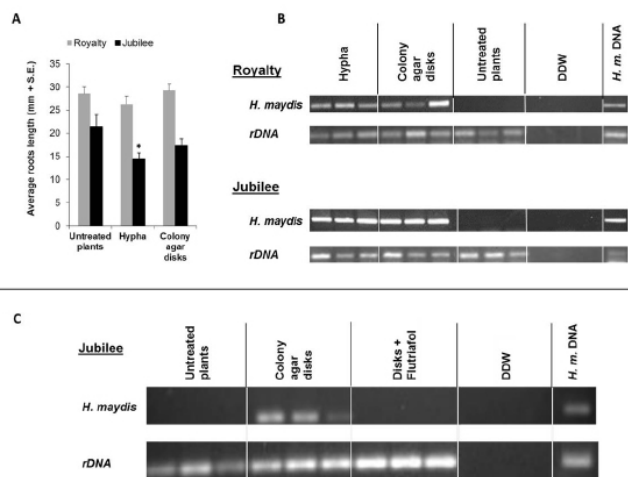 A
Royalty
Jubilee
Average roots length (mm + S.E.)
40
35
30
25
20
15
10
5
0
*
Untreated
plants
Hypha
Colony
agar
disks
B
Hypha
Colony
agar
disks
Untreated
plants
DDW
H. m. DNA
Royalty
H. maydis
rDNA
Jubilee
H. maydis
rDNA
C
Jubilee
Untreated
plants
Colony
agar
disks
Disks +
Flutriafol
DDW
H. m. DNA
H. maydis
rDNA